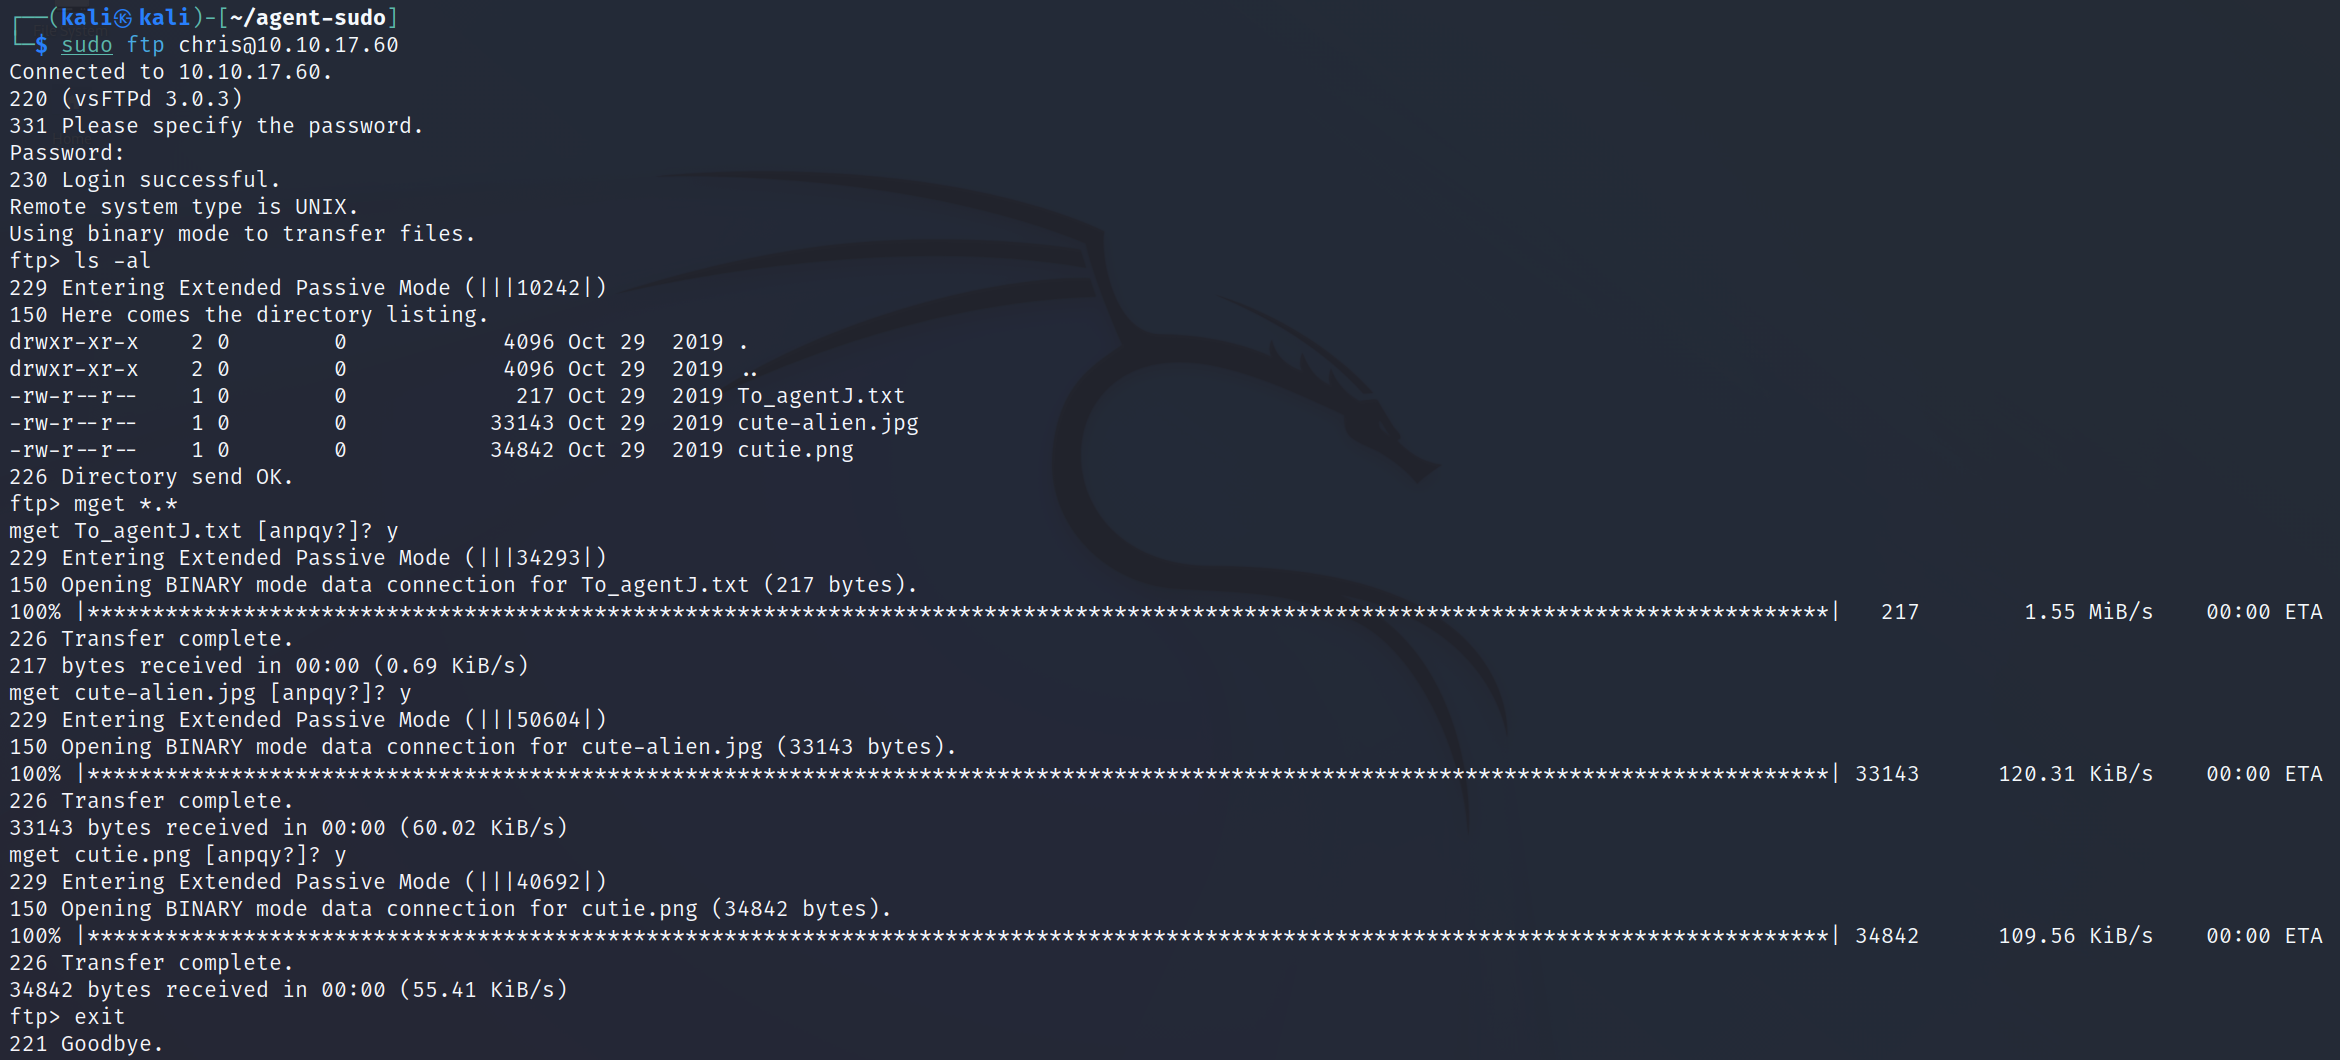 ┌──(kali㉿kali)-[~/agent-sudo]
└─$ sudo ftp chris@10.10.17.60
Connected to 10.10.17.60.
220 (vsFTPd 3.0.3)
331 Please specify the password.
Password:
230 Login successful.
Remote system type is UNIX.
Using binary mode to transfer files.
ftp> ls -al
229 Entering Extended Passive Mode (|||10242|)
150 Here comes the directory listing.
drwxr-xr-x    2 0        0            4096 Oct 29  2019 .
drwxr-xr-x    2 0        0            4096 Oct 29  2019 ..
-rw-r--r--    1 0        0             217 Oct 29  2019 To_agentJ.txt
-rw-r--r--    1 0        0           33143 Oct 29  2019 cute-alien.jpg
-rw-r--r--    1 0        0           34842 Oct 29  2019 cutie.png
226 Directory send OK.
ftp> mget *.*
mget To_agentJ.txt [anpqy?]? y
229 Entering Extended Passive Mode (|||34293|)
150 Opening BINARY mode data connection for To_agentJ.txt (217 bytes).
100% |**************************************************************************************************************************************|   217        1.55 MiB/s    00:00 ETA
226 Transfer complete.
217 bytes received in 00:00 (0.69 KiB/s)
mget cute-alien.jpg [anpqy?]? y
229 Entering Extended Passive Mode (|||50604|)
150 Opening BINARY mode data connection for cute-alien.jpg (33143 bytes).
100% |**************************************************************************************************************************************| 33143      120.31 KiB/s    00:00 ETA
226 Transfer complete.
33143 bytes received in 00:00 (60.02 KiB/s)
mget cutie.png [anpqy?]? y
229 Entering Extended Passive Mode (|||40692|)
150 Opening BINARY mode data connection for cutie.png (34842 bytes).
100% |**************************************************************************************************************************************| 34842      109.56 KiB/s    00:00 ETA
226 Transfer complete.
34842 bytes received in 00:00 (55.41 KiB/s)
ftp> exit
221 Goodbye.